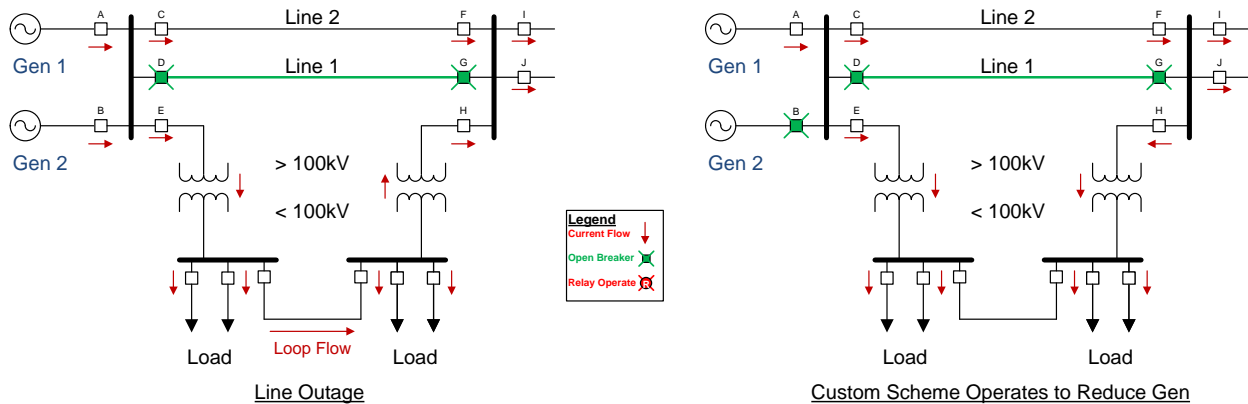 A
C
Line 2
F
I
Gen 1
D
Line 1
G
J
B
E
H
Gen 2
> 100kV
< 100kV
Load
Loop Flow
Load
Line Outage
Legend
Current Flow
Open Breaker
Relay Operate R
A
C
Line 2
F
I
Gen 1
D
Line 1
G
J
B
E
H
Gen 2
> 100kV
< 100kV
Load
Load
Custom Scheme Operates to Reduce Gen